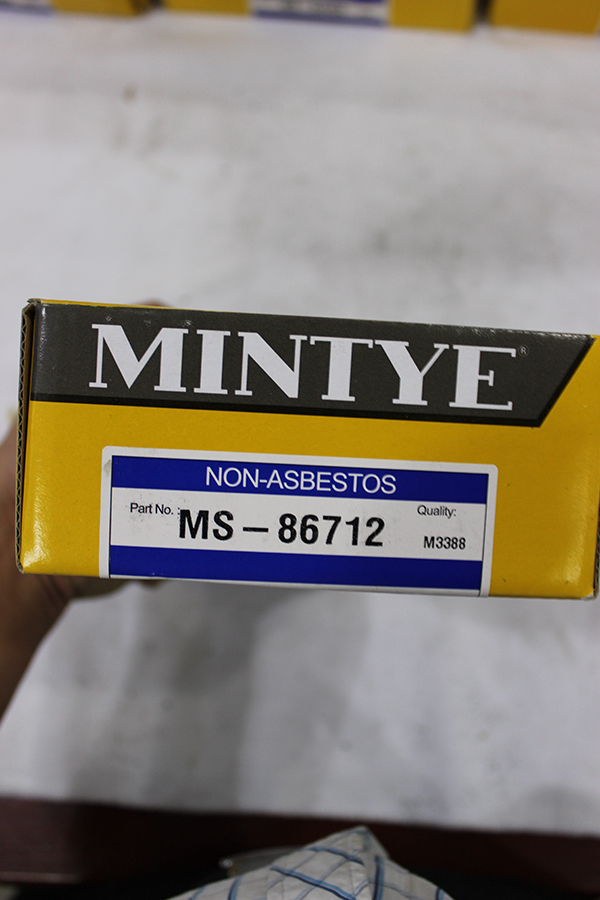 MINTYE®
NON-ASBESTOS
Part No. : MS – 86712 Quality:
M3388